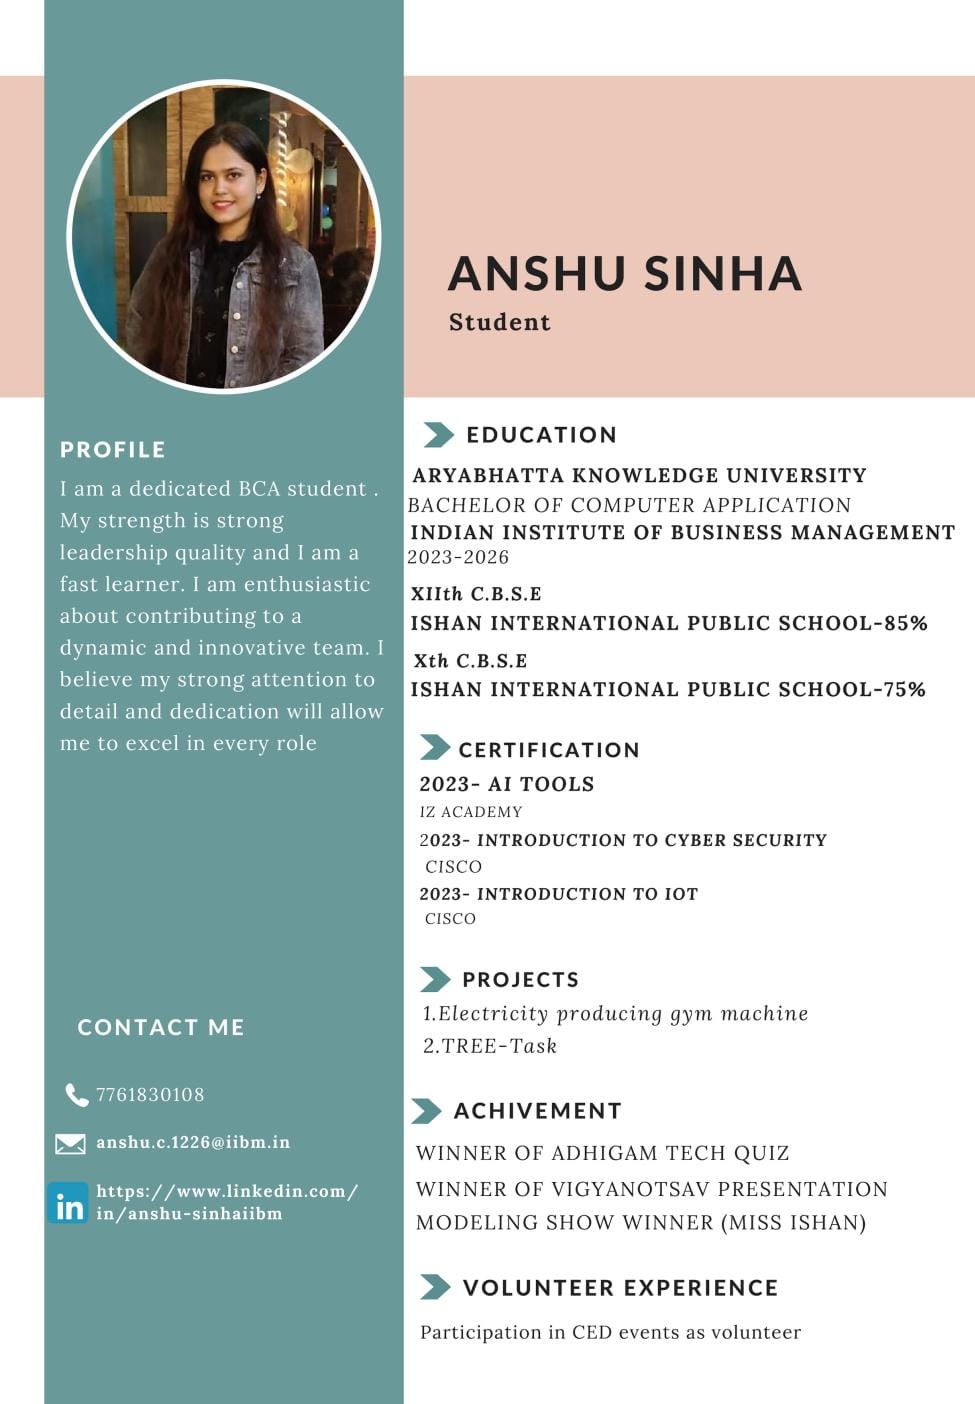 ANSHU SINHA
Student
PROFILE
I am a dedicated BCA student .
My strength is strong
leadership quality and I am a
fast learner. I am enthusiastic
about contributing to a
dynamic and innovative team. I
believe my strong attention to
detail and dedication will allow
me to excel in every role
CONTACT ME
7761830108
anshu.c.1226@iibm.in
in
https://www.linkedin.com/
in/anshu-sinhaiibm
EDUCATION
ARYABHATTA KNOWLEDGE UNIVERSITY
BACHELOR OF COMPUTER APPLICATION
INDIAN INSTITUTE OF BUSINESS MANAGEMENT
2023-2026
XIIth C.B.S.E
ISHAN INTERNATIONAL PUBLIC SCHOOL-85%
Xth C.B.S.E
ISHAN INTERNATIONAL PUBLIC SCHOOL-75%
CERTIFICATION
2023- AI TOOLS
IZ ACADEMY
2023- INTRODUCTION TO CYBER SECURITY
CISCO
2023- INTRODUCTION TO IOT
CISCO
PROJECTS
1.Electricity producing gym machine
2.TREE-Task
ACHIVEMENT
WINNER OF ADHIGAM TECH QUIZ
WINNER OF VIGYANOTSAV PRESENTATION
MODELING SHOW WINNER (MISS ISHAN)
VOLUNTEER EXPERIENCE
Participation in CED events as volunteer